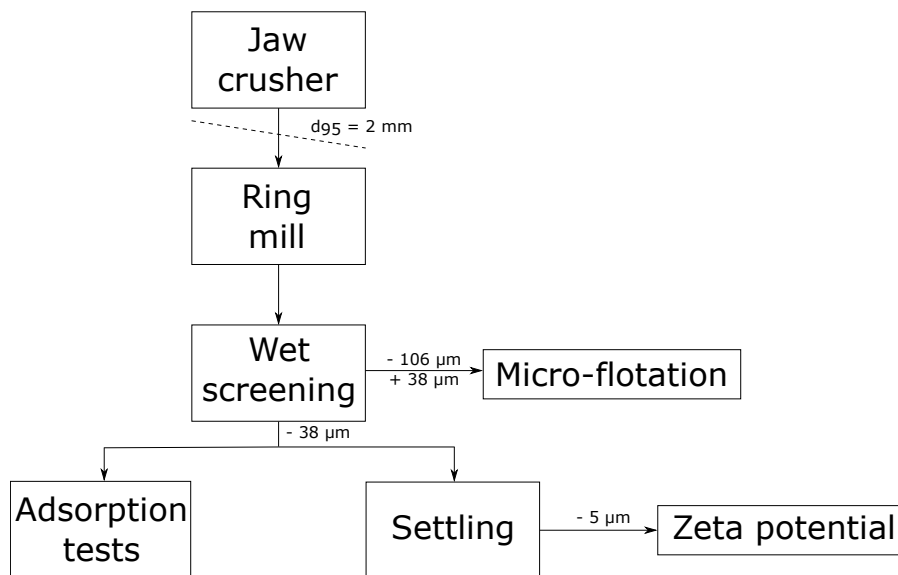 Jaw
crusher
d95 = 2 mm
Ring
mill
Wet
screening
- 106 µm
+ 38 µm
Micro-flotation
- 38 µm
Adsorption
tests
Settling
- 5 µm
Zeta potential